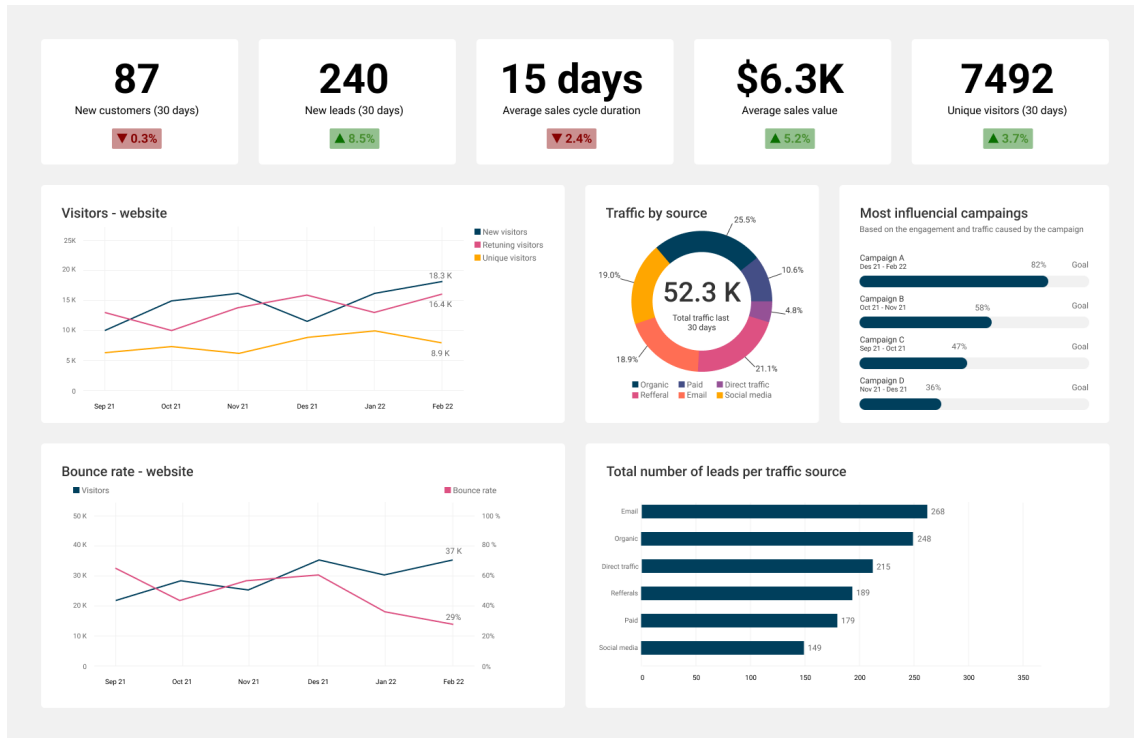 87
New customers (30 days)
▼ 0.3%
240
New leads (30 days)
▲ 8.5%
15 days
Average sales cycle duration
▼ 2.4%
$6.3K
Average sales value
▲ 5.2%
7492
Unique visitors (30 days)
▲ 3.7%
Visitors - website
New visitors
Retuning visitors
Unique visitors
25K
20 K
15 K
10 K
5 K
0
18.3 K
16.4 K
8.9 K
Sep 21
Oct 21
Nov 21
Des 21
Jan 22
Feb 22
Traffic by source
25.5%
10.6%
4.8%
21.1%
18.9%
19.0%
52.3 K
Total traffic last
30 days
Organic
Paid
Direct traffic
Refferal
Email
Social media
Most influencial campaings
Based on the engagement and traffic caused by the campaign
Campaign A
Des 21 - Feb 22
82%
Goal
Campaign B
Oct 21 - Nov 21
58%
Goal
Campaign C
Sep 21 - Oct 21
47%
Goal
Campaign D
Nov 21 - Des 21
36%
Goal
Bounce rate - website
Visitors
Bounce rate
50 K
40 K
30 K
20 K
10 K
0
100 %
80 %
60%
40%
20%
0%
37 K
29%
Sep 21
Oct 21
Nov 21
Des 21
Jan 22
Feb 22
Total number of leads per traffic source
Email
268
Organic
248
Direct traffic
215
Refferals
189
Paid
179
Social media
149
0
50
100
150
200
250
300
350